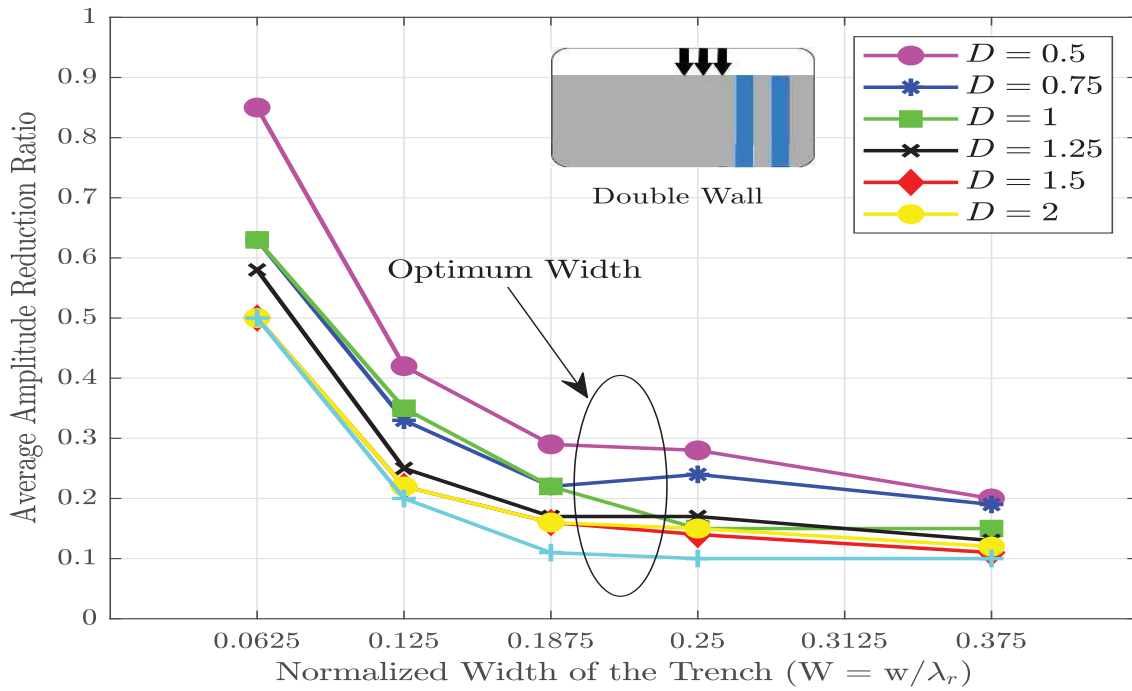 1
0.9
0.8
0.7
0.6
0.5
0.4
0.3
0.2
0.1
0
Average Amplitude Reduction Ratio
D = 0.5
D = 0.75
D = 1
D = 1.25
D = 1.5
D = 2
Double Wall
Optimum Width
0.0625 0.125 0.1875 0.25 0.3125 0.375
Normalized Width of the Trench (W = w/λᵣ)